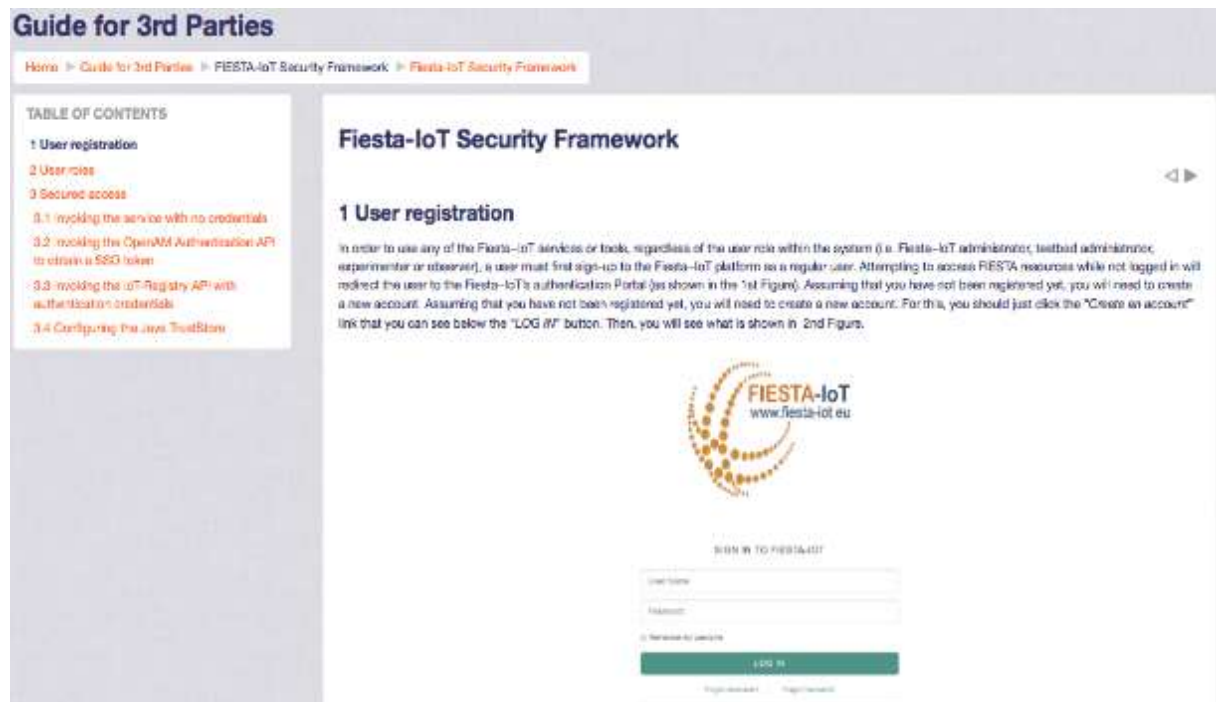 Guide for 3rd Parties
Home Guide for 3rd Parties FIESTA-IoT Security Framework Fiesta-IoT Security Framework
TABLE OF CONTENTS
1 User registration
2 User roles
3 Secured access
3.1 Invoking the service with no credentials
3.2 Invoking the OpenAM Authentication API
to obtain a SSO token
3.3 Invoking the IoT-Registry API with
authentication credentials
3.4 Configuring the Java TrustStore
Fiesta-IoT Security Framework
1 User registration
In order to use any of the Fiesta-IoT services or tools, regardless of the user role within the system (i.e. Fiesta-IoT administrator, testbed administrator,
experimenter or observer), a user must first sign-up to the Fiesta-IoT platform as a regular user. Attempting to access FIESTA resources while not logged in will
redirect the user to the Fiesta-IoT's authentication Portal (as shown in the 1st Figure). Assuming that you have not been registered yet, you will need to create
a new account. Assuming that you have not been registered yet, you will need to create a new account. For this, you should just click the "Create an account"
link that you can see below the "LOG IN" button. Then, you will see what is shown in 2nd Figure.
FIESTA-IoT
www.fiesta-iot.eu
SIGN IN TO FIESTA-IOT
User Name
Password
LOG IN